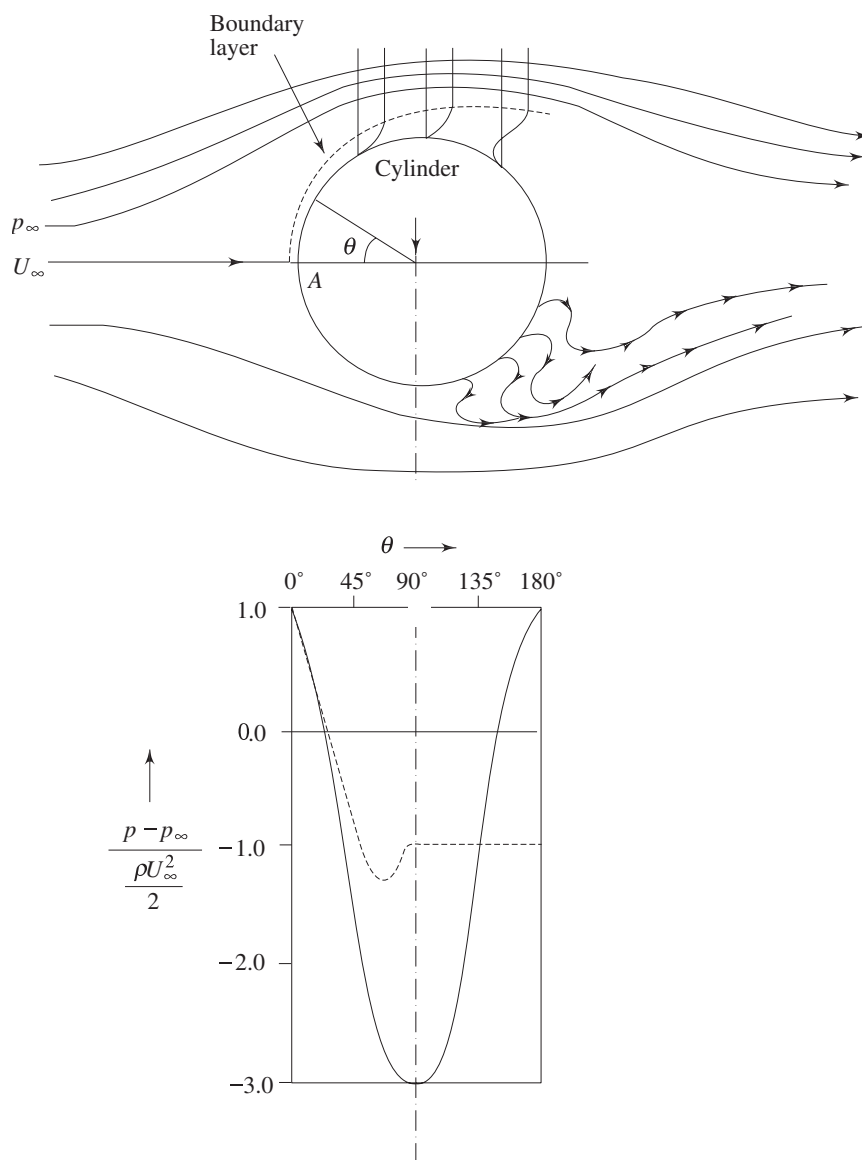 Boundary
layer
Cylinder
p∞
θ
U∞
A
θ
0° 45° 90° 135° 180°
1.0
0.0
−1.0
−2.0
−3.0
p − p∞
ρU∞²
2